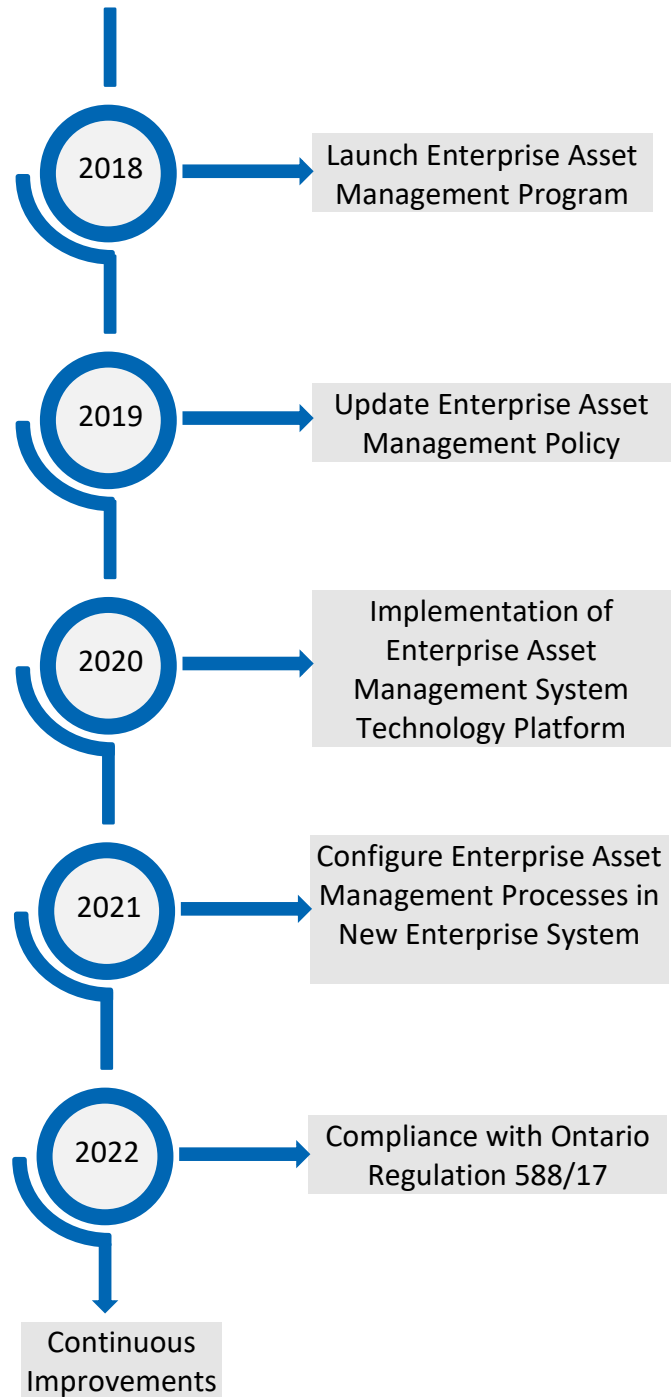 2018
Launch Enterprise Asset
Management Program
2019
Update Enterprise Asset
Management Policy
2020
Implementation of
Enterprise Asset
Management System
Technology Platform
2021
Configure Enterprise Asset
Management Processes in
New Enterprise System
2022
Compliance with Ontario
Regulation 588/17
Continuous
Improvements